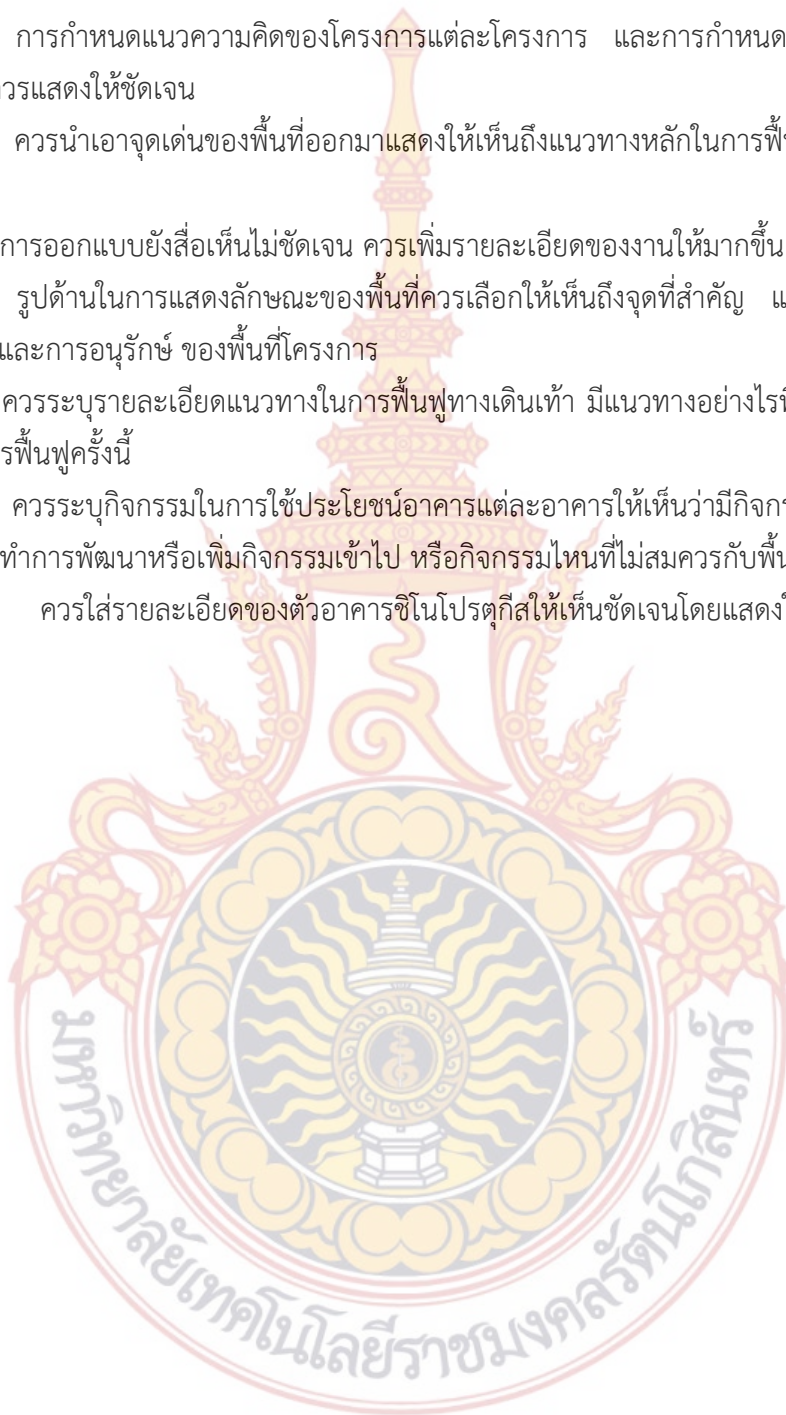 การกำหนดแนวความคิดของโครงการแต่ละโครงการ และการกำหนด
วรแสดงให้ชัดเจน
ควรนำเอาจุดเด่นของพื้นที่ออกมาแสดงให้เห็นถึงแนวทางหลักในการฟื้น
การออกแบบยังสื่อเห็นไม่ชัดเจน ควรเพิ่มรายละเอียดของงานให้มากขึ้น
รูปด้านในการแสดงลักษณะของพื้นที่ควรเลือกให้เห็นถึงจุดที่สำคัญ แ
และการอนุรักษ์ ของพื้นที่โครงการ
ควรระบุรายละเอียดแนวทางในการฟื้นฟูทางเดินเท้า มีแนวทางอย่างไรที
รฟื้นฟูครั้งนี้
ควรระบุกิจกรรมในการใช้ประโยชน์อาคารแต่ละอาคารให้เห็นว่ามีกิจกร
ทำการพัฒนาหรือเพิ่มกิจกรรมเข้าไป หรือกิจกรรมไหนที่ไม่สมควรกับพื้น
ควรใส่รายละเอียดของตัวอาคารชิโนโปรตุกีสให้เห็นชัดเจนโดยแสดงใ
มหาวิทยาลัยเทคโนโลยีราชมงคลรัตนโกสินทร์